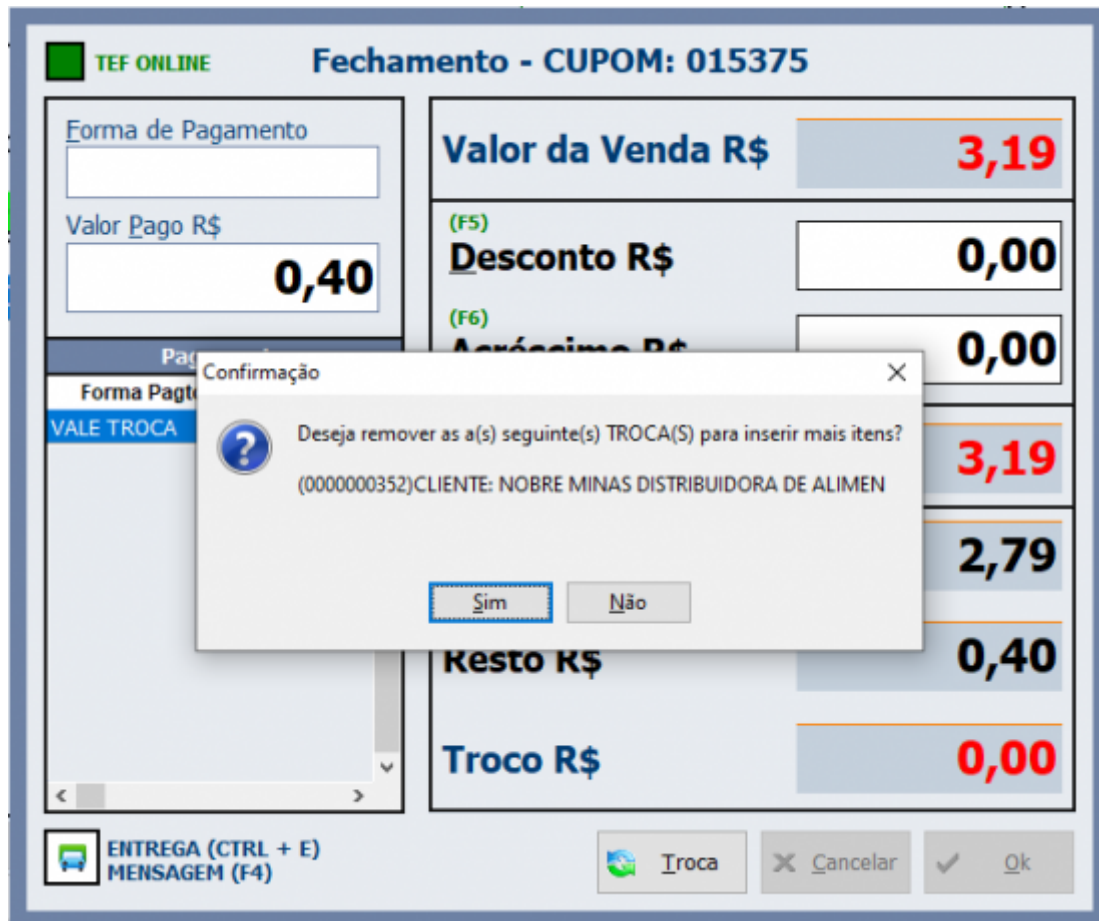 TEF ONLINE
Fechamento - CUPOM: 015375
Forma de Pagamento
Valor Pago R$
0,40
Forma Pagto
VALE TROCA
Valor da Venda R$
3,19
(F5)
Desconto R$
0,00
(F6)
Acréscimo R$
0,00
3,19
2,79
Resto R$
0,40
Troco R$
0,00
Confirmação
Deseja remover as a(s) seguinte(s) TROCA(S) para inserir mais itens?
(0000000352)CLIENTE: NOBRE MINAS DISTRIBUIDORA DE ALIMEN
Sim
Não
ENTREGA (CTRL + E)
MENSAGEM (F4)
Troca
Cancelar
Ok